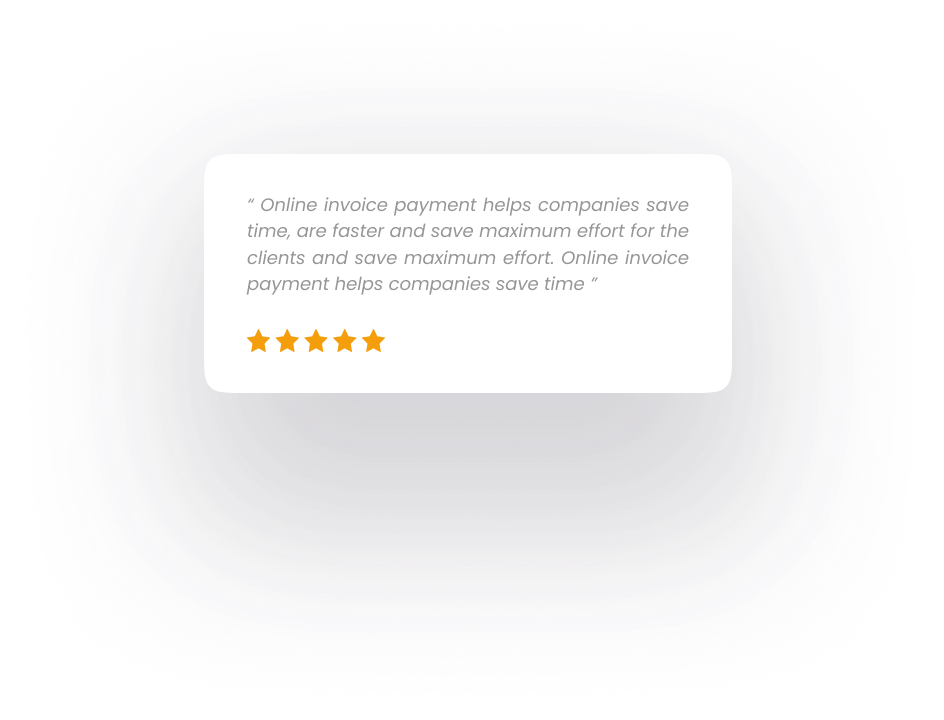 “ Online invoice payment helps companies save
time, are faster and save maximum effort for the
clients and save maximum effort. Online invoice
payment helps companies save time ”